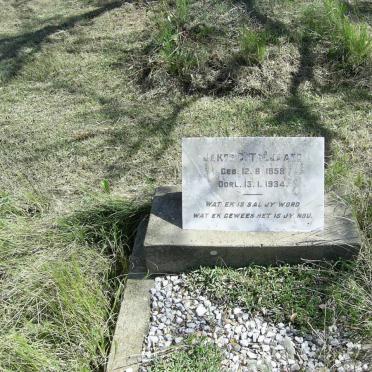 GEB. 12. 8. 1858
OORL. 13. 1. 1934.
WAT EK IS SAL JY WORD
WAT EK GEWEES HET IS JY NOU.